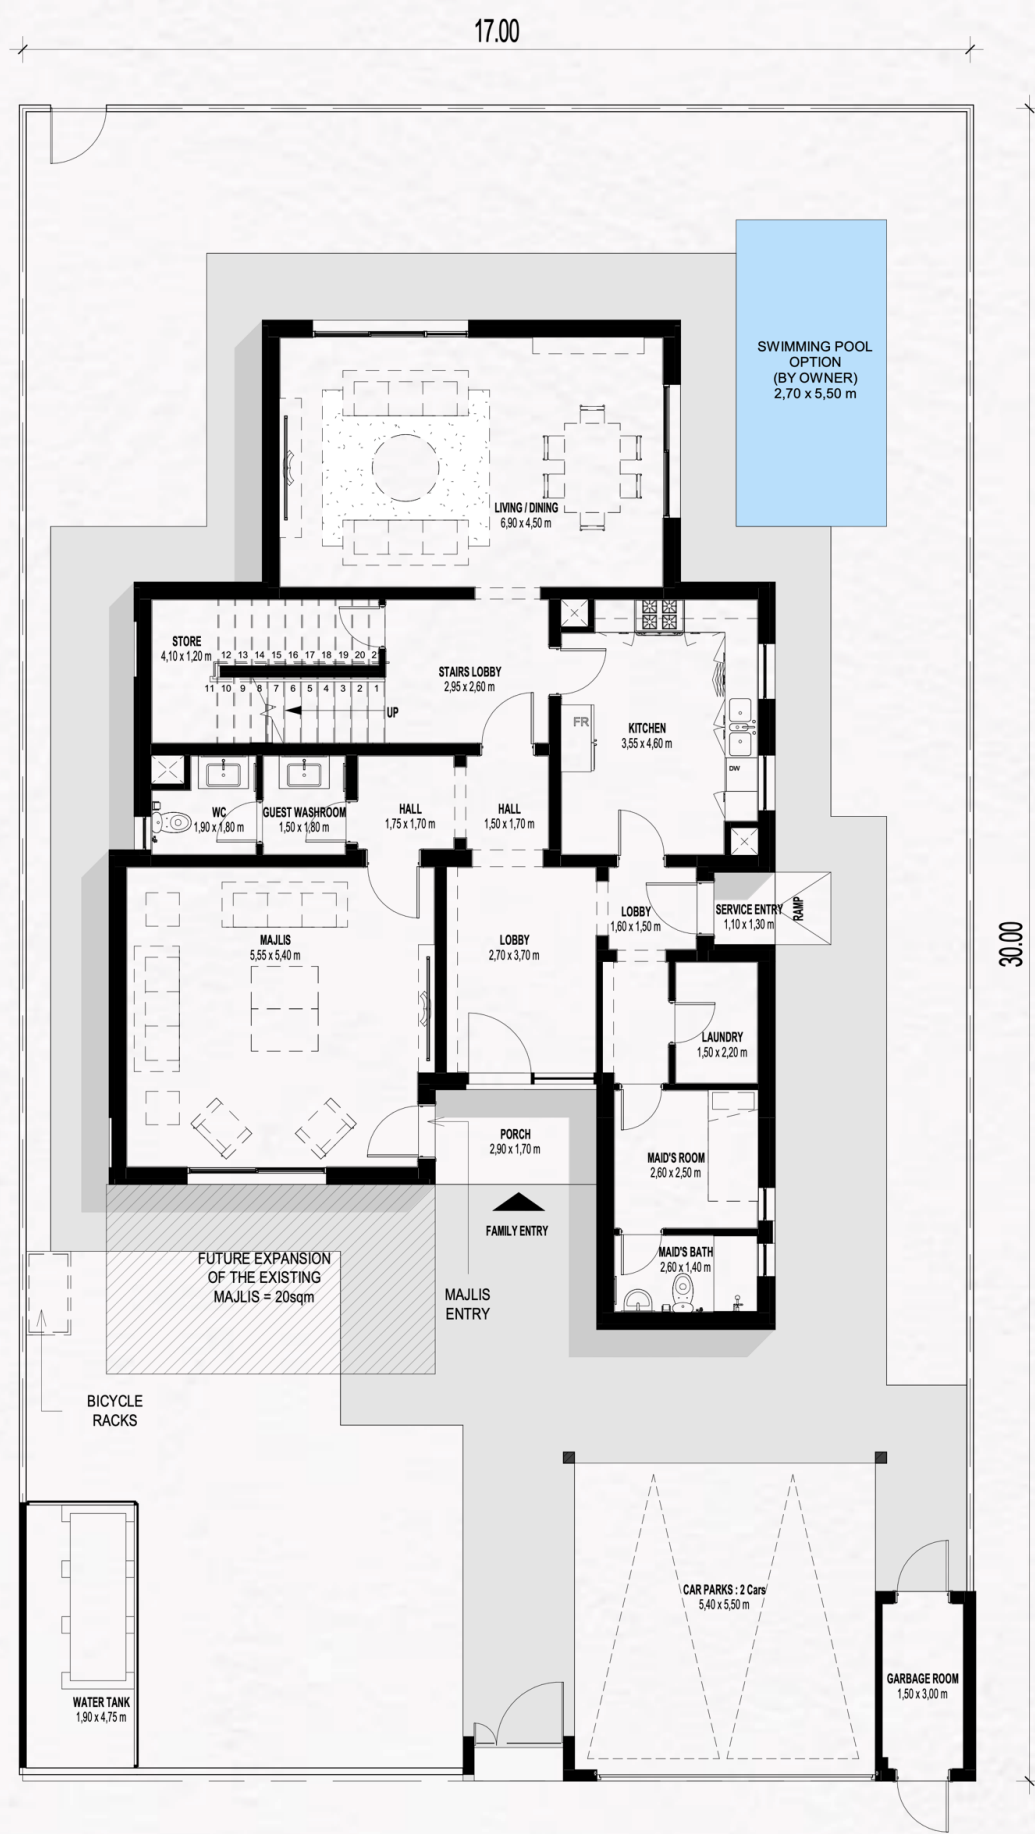 17.00
SWIMMING POOL
OPTION
(BY OWNER)
2,70 x 5,50 m
LIVING / DINING
6,90 x 4,50 m
STORE
4,10 x 1,20 m
12 13 14 15 16 17 18 19 20 2
11 10 9 8 7 6 5 4 3 2 1
UP
STAIRS LOBBY
2,95 x 2,60 m
FR
KITCHEN
3,55 x 4,60 m
DW
WC
1,90 x 1,80 m
GUEST WASHROOM
1,50 x 1,80 m
HALL
1,75 x 1,70 m
HALL
1,50 x 1,70 m
MAJLIS
5,55 x 5,40 m
LOBBY
2,70 x 3,70 m
LOBBY
1,60 x 1,50 m
SERVICE ENTRY
1,10 x 1,30 m
RAMP
30.00
LAUNDRY
1,50 x 2,20 m
PORCH
2,90 x 1,70 m
MAID'S ROOM
2,60 x 2,50 m
FAMILY ENTRY
MAID'S BATH
2,60 x 1,40 m
FUTURE EXPANSION
OF THE EXISTING
MAJLIS = 20sqm
MAJLIS
ENTRY
BICYCLE
RACKS
CAR PARKS : 2 Cars
5,40 x 5,50 m
WATER TANK
1,90 x 4,75 m
GARBAGE ROOM
1,50 x 3,00 m